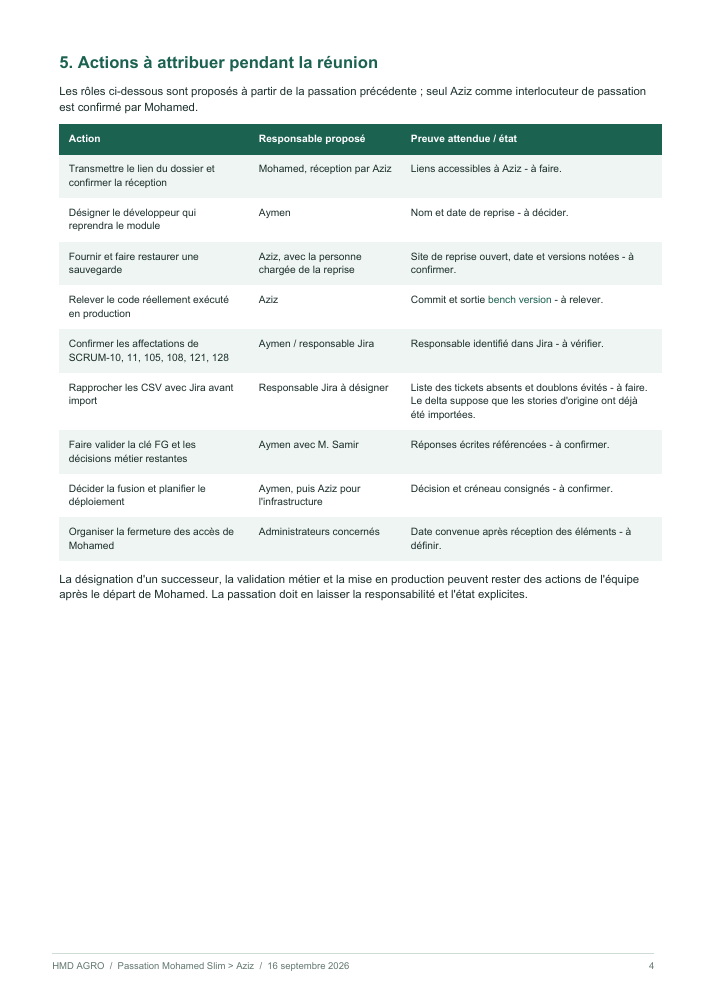 5. Actions à attribuer pendant la réunion
Les rôles ci-dessous sont proposés à partir de la passation précédente ; seul Aziz comme interlocuteur de passation
est confirmé par Mohamed.
Action Responsable proposé Preuve attendue / état
Transmettre le lien du dossier et
confirmer la réception
Mohamed, réception par Aziz
Liens accessibles à Aziz - à faire.
Désigner le développeur qui
reprendra le module
Aymen
Nom et date de reprise - à décider.
Fournir et faire restaurer une
sauvegarde
Aziz, avec la personne
chargée de la reprise
Site de reprise ouvert, date et versions notées - à
confirmer.
Relever le code réellement exécuté
en production
Aziz
Commit et sortie bench version - à relever.
Confirmer les affectations de
SCRUM-10, 11, 105, 108, 121, 128
Aymen / responsable Jira
Responsable identifié dans Jira - à vérifier.
Rapprocher les CSV avec Jira avant
import
Responsable Jira à désigner
Liste des tickets absents et doublons évités - à faire.
Le delta suppose que les stories d'origine ont déjà
été importées.
Faire valider la clé FG et les
décisions métier restantes
Aymen avec M. Samir
Réponses écrites référencées - à confirmer.
Décider la fusion et planifier le
déploiement
Aymen, puis Aziz pour
l'infrastructure
Décision et créneau consignés - à confirmer.
Organiser la fermeture des accès de
Mohamed
Administrateurs concernés
Date convenue après réception des éléments - à
définir.
La désignation d'un successeur, la validation métier et la mise en production peuvent rester des actions de l'équipe
après le départ de Mohamed. La passation doit en laisser la responsabilité et l'état explicites.
HMD AGRO / Passation Mohamed Slim > Aziz / 16 septembre 2026 4